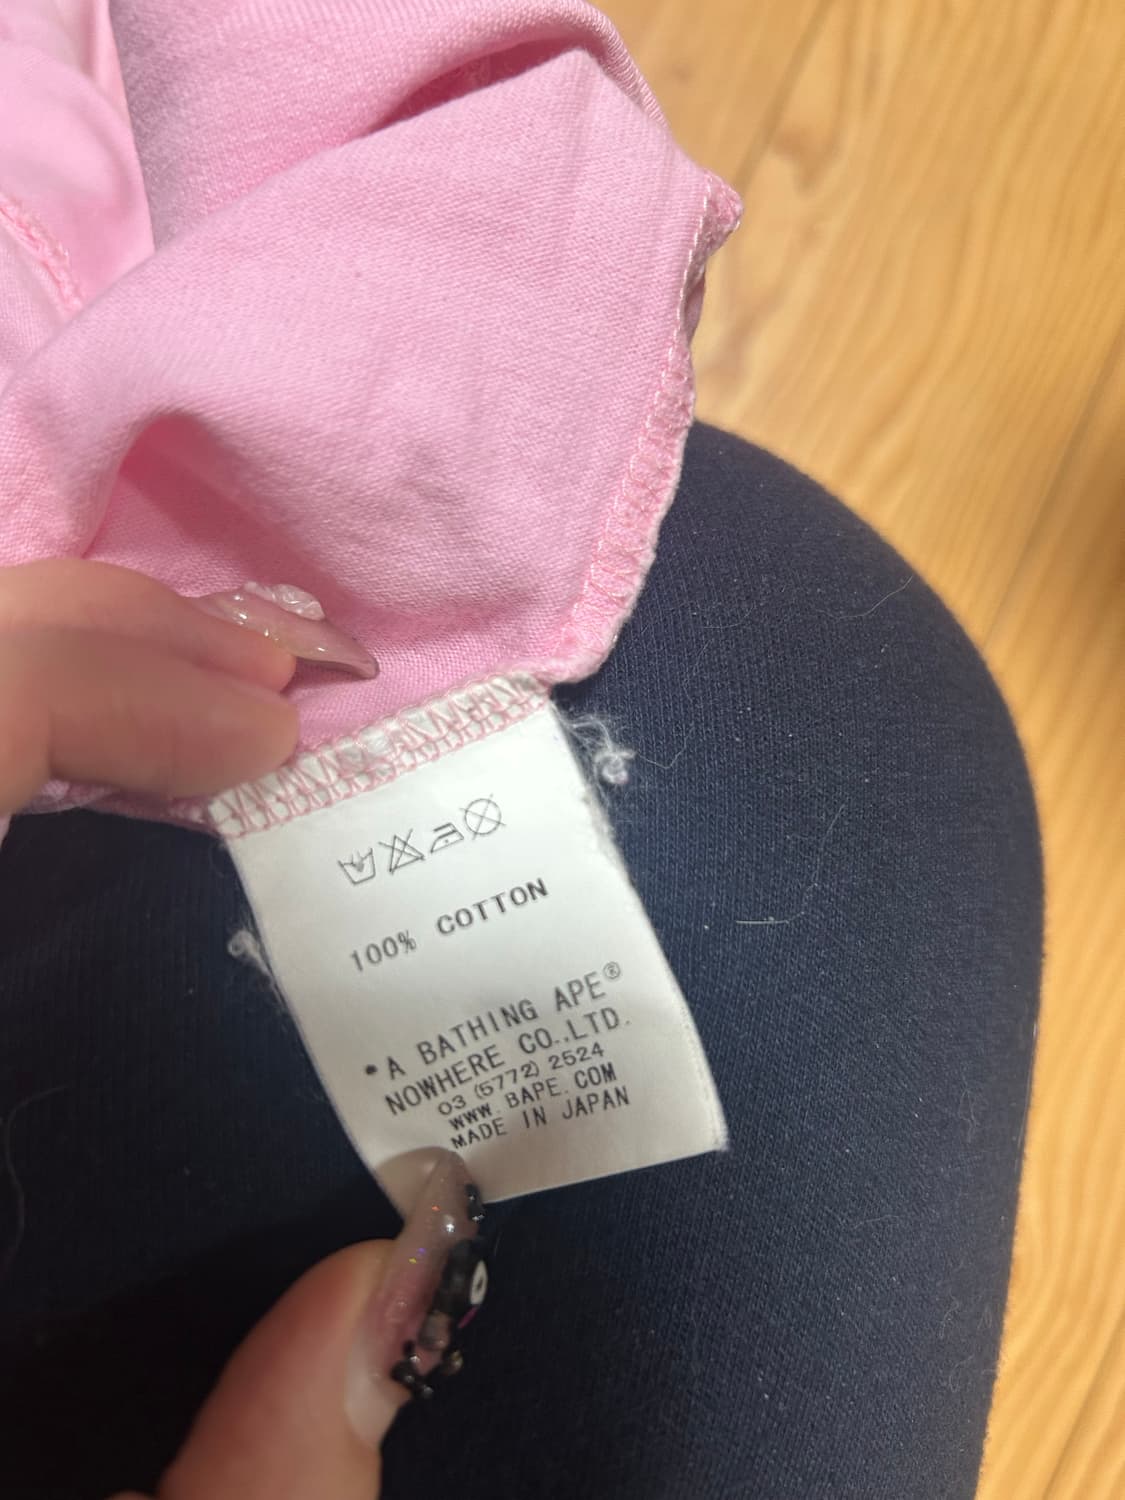 100% COTTON
•A BATHING APE®
NOWHERE CO.,LTD.
03 (5772) 2524
WWW. BAPE. COM
MADE IN JAPAN